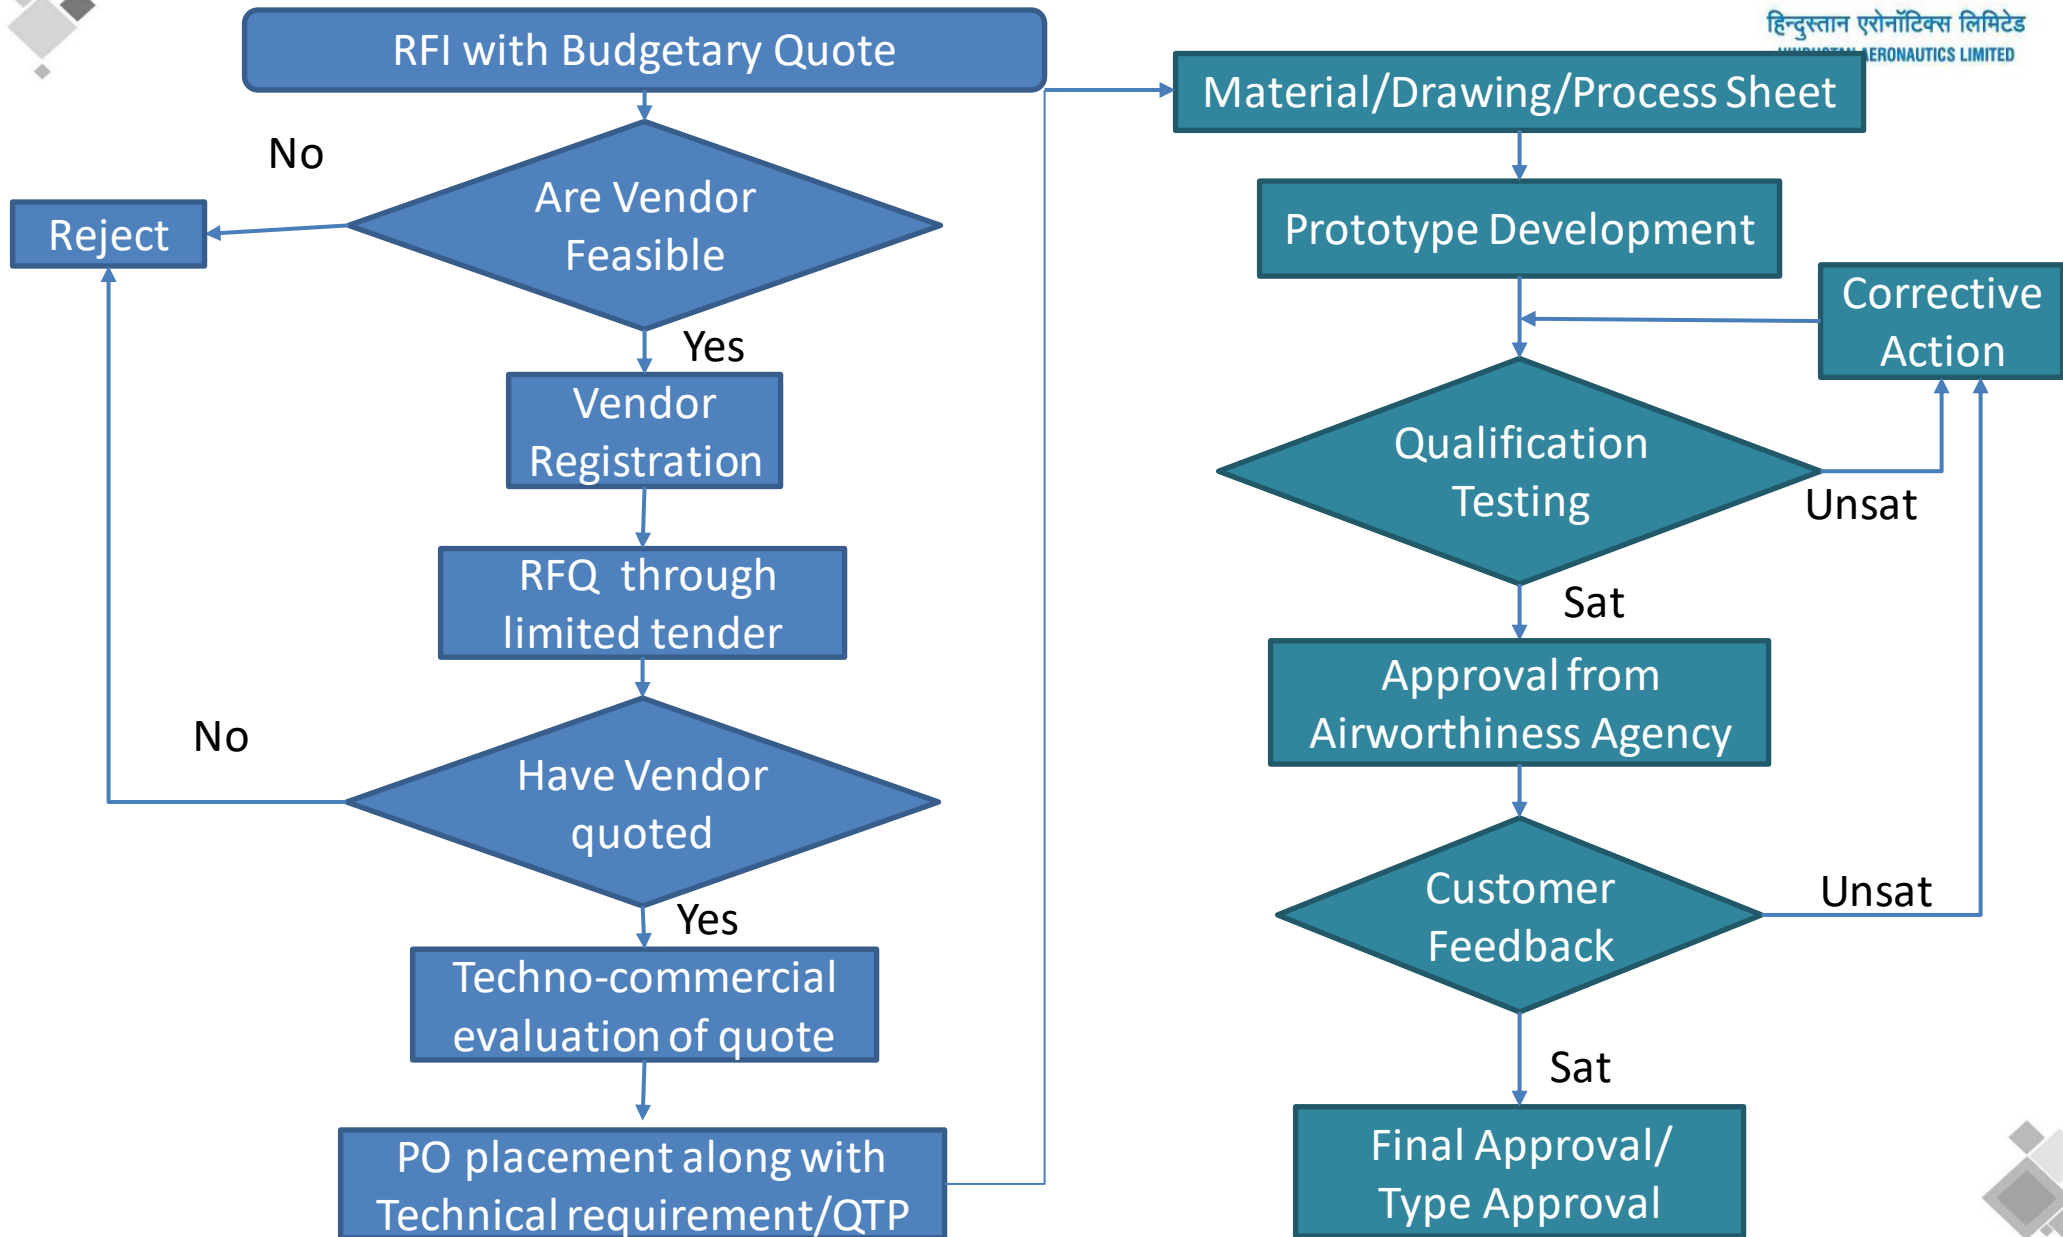 हिन्दुस्तान एरोनॉटिक्स लिमिटेड
HINDUSTAN AERONAUTICS LIMITED
RFI with Budgetary Quote
No
Are Vendor
Feasible
Reject
Yes
Vendor
Registration
RFQ through
limited tender
No
Have Vendor
quoted
Yes
Techno-commercial
evaluation of quote
PO placement along with
Technical requirement/QTP
Material/Drawing/Process Sheet
Prototype Development
Corrective
Action
Qualification
Testing
Unsat
Sat
Approval from
Airworthiness Agency
Customer
Feedback
Unsat
Sat
Final Approval/
Type Approval